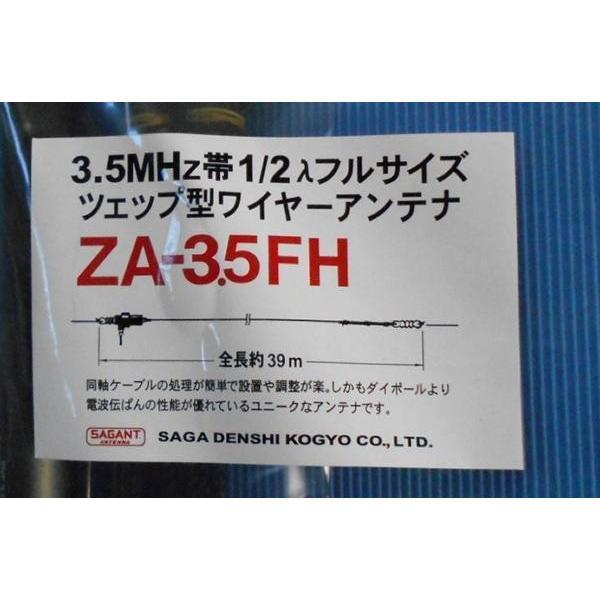 3.5MHz帯1/2λフルサイズ
ツェップ型ワイヤーアンテナ
ZA-3.5FH
全長約39m
同軸ケーブルの処理が簡単で設置や調整が楽。しかもダイポールより
電波伝ぱんの性能が優れているユニークなアンテナです。
SAGANT
ANTENNA
SAGA DENSHI KOGYO CO., LTD.